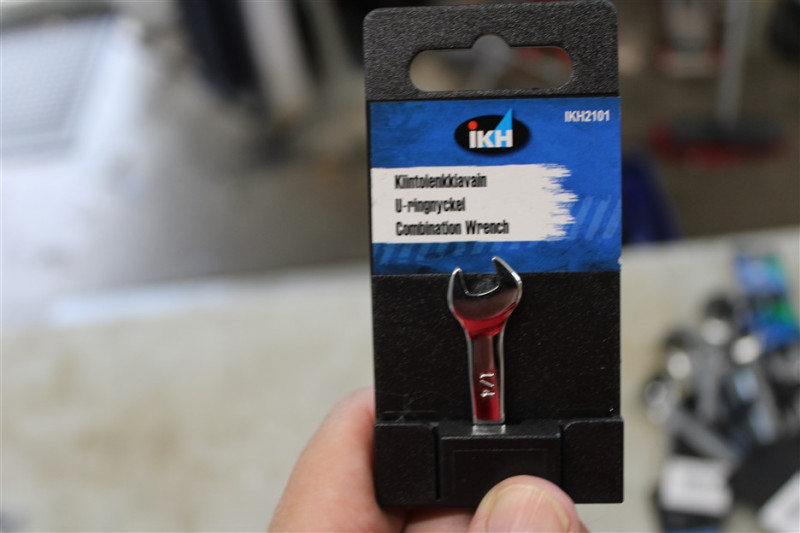 IKH
IKH2101
Kiintolenkkiavain
U-ringnyckel
Combination Wrench
1/4